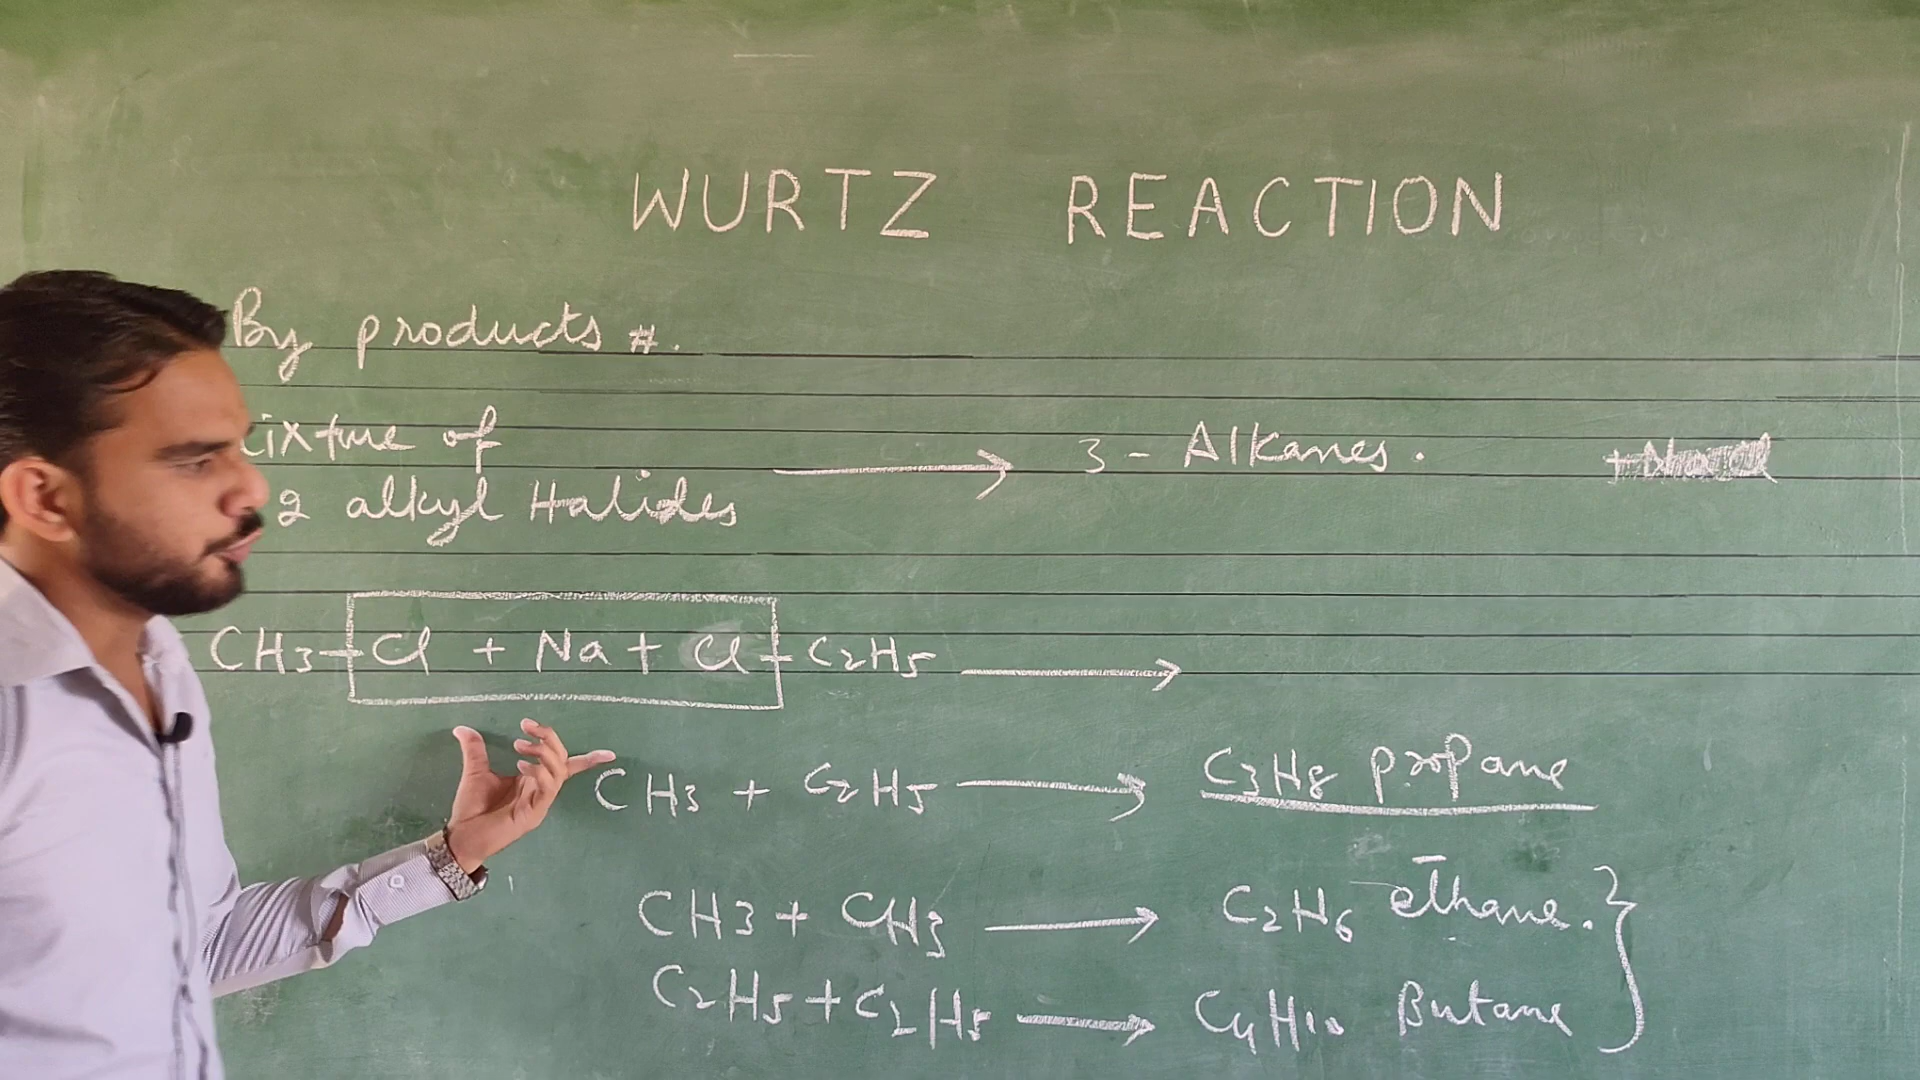 WURTZ REACTION
By products #.
ixture of
2 alkyl Halides → 3 - Alkanes.
CH3-Cl + Na + Cl-C2H5 →
CH3 + C2H5 → C3H8 propane
CH3 + CH3 → C2H6 ethane.
C2H5 + C2H5 → C4H10 Butane